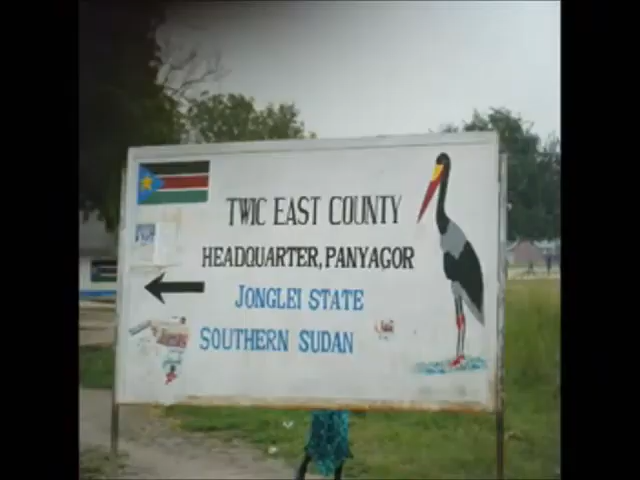 TWIC EAST COUNTY
HEADQUARTER, PANYAGOR
JONGLEI STATE
SOUTHERN SUDAN